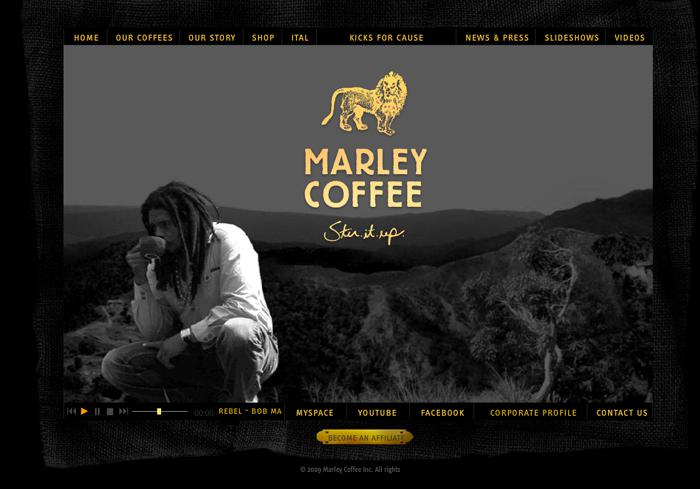 HOME OUR COFFEES OUR STORY SHOP ITAL KICKS FOR CAUSE NEWS & PRESS SLIDESHOWS VIDEOS
MARLEY
COFFEE
Stir it up.
00:00 REBEL - BOB MA MYSPACE YOUTUBE FACEBOOK CORPORATE PROFILE CONTACT US
BECOME AN AFFILIATE
© 2009 Marley Coffee Inc. All rights